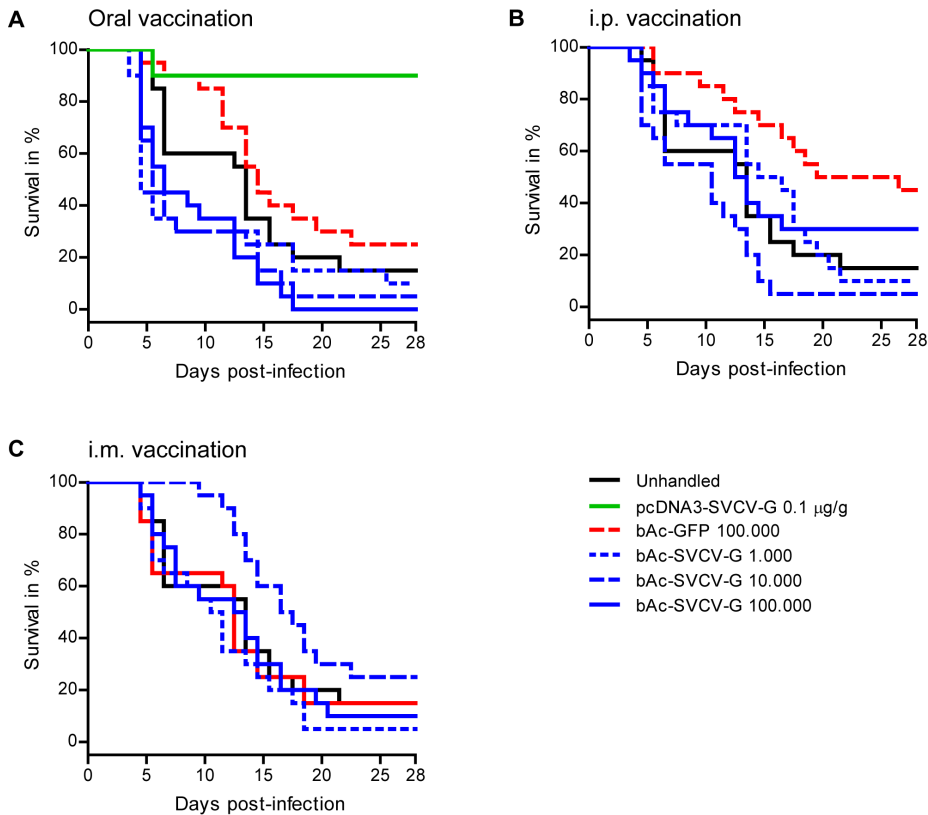 A
Oral vaccination
100
80
60
40
20
0
Survival in %
0 5 10 15 20 25 28
Days post-infection
B
i.p. vaccination
100
80
60
40
20
0
Survival in %
0 5 10 15 20 25 28
Days post-infection
C
i.m. vaccination
100
80
60
40
20
0
Survival in %
0 5 10 15 20 25 28
Days post-infection
Unhandled
pcDNA3-SVCV-G 0.1 µg/g
bAc-GFP 100.000
bAc-SVCV-G 1.000
bAc-SVCV-G 10.000
bAc-SVCV-G 100.000